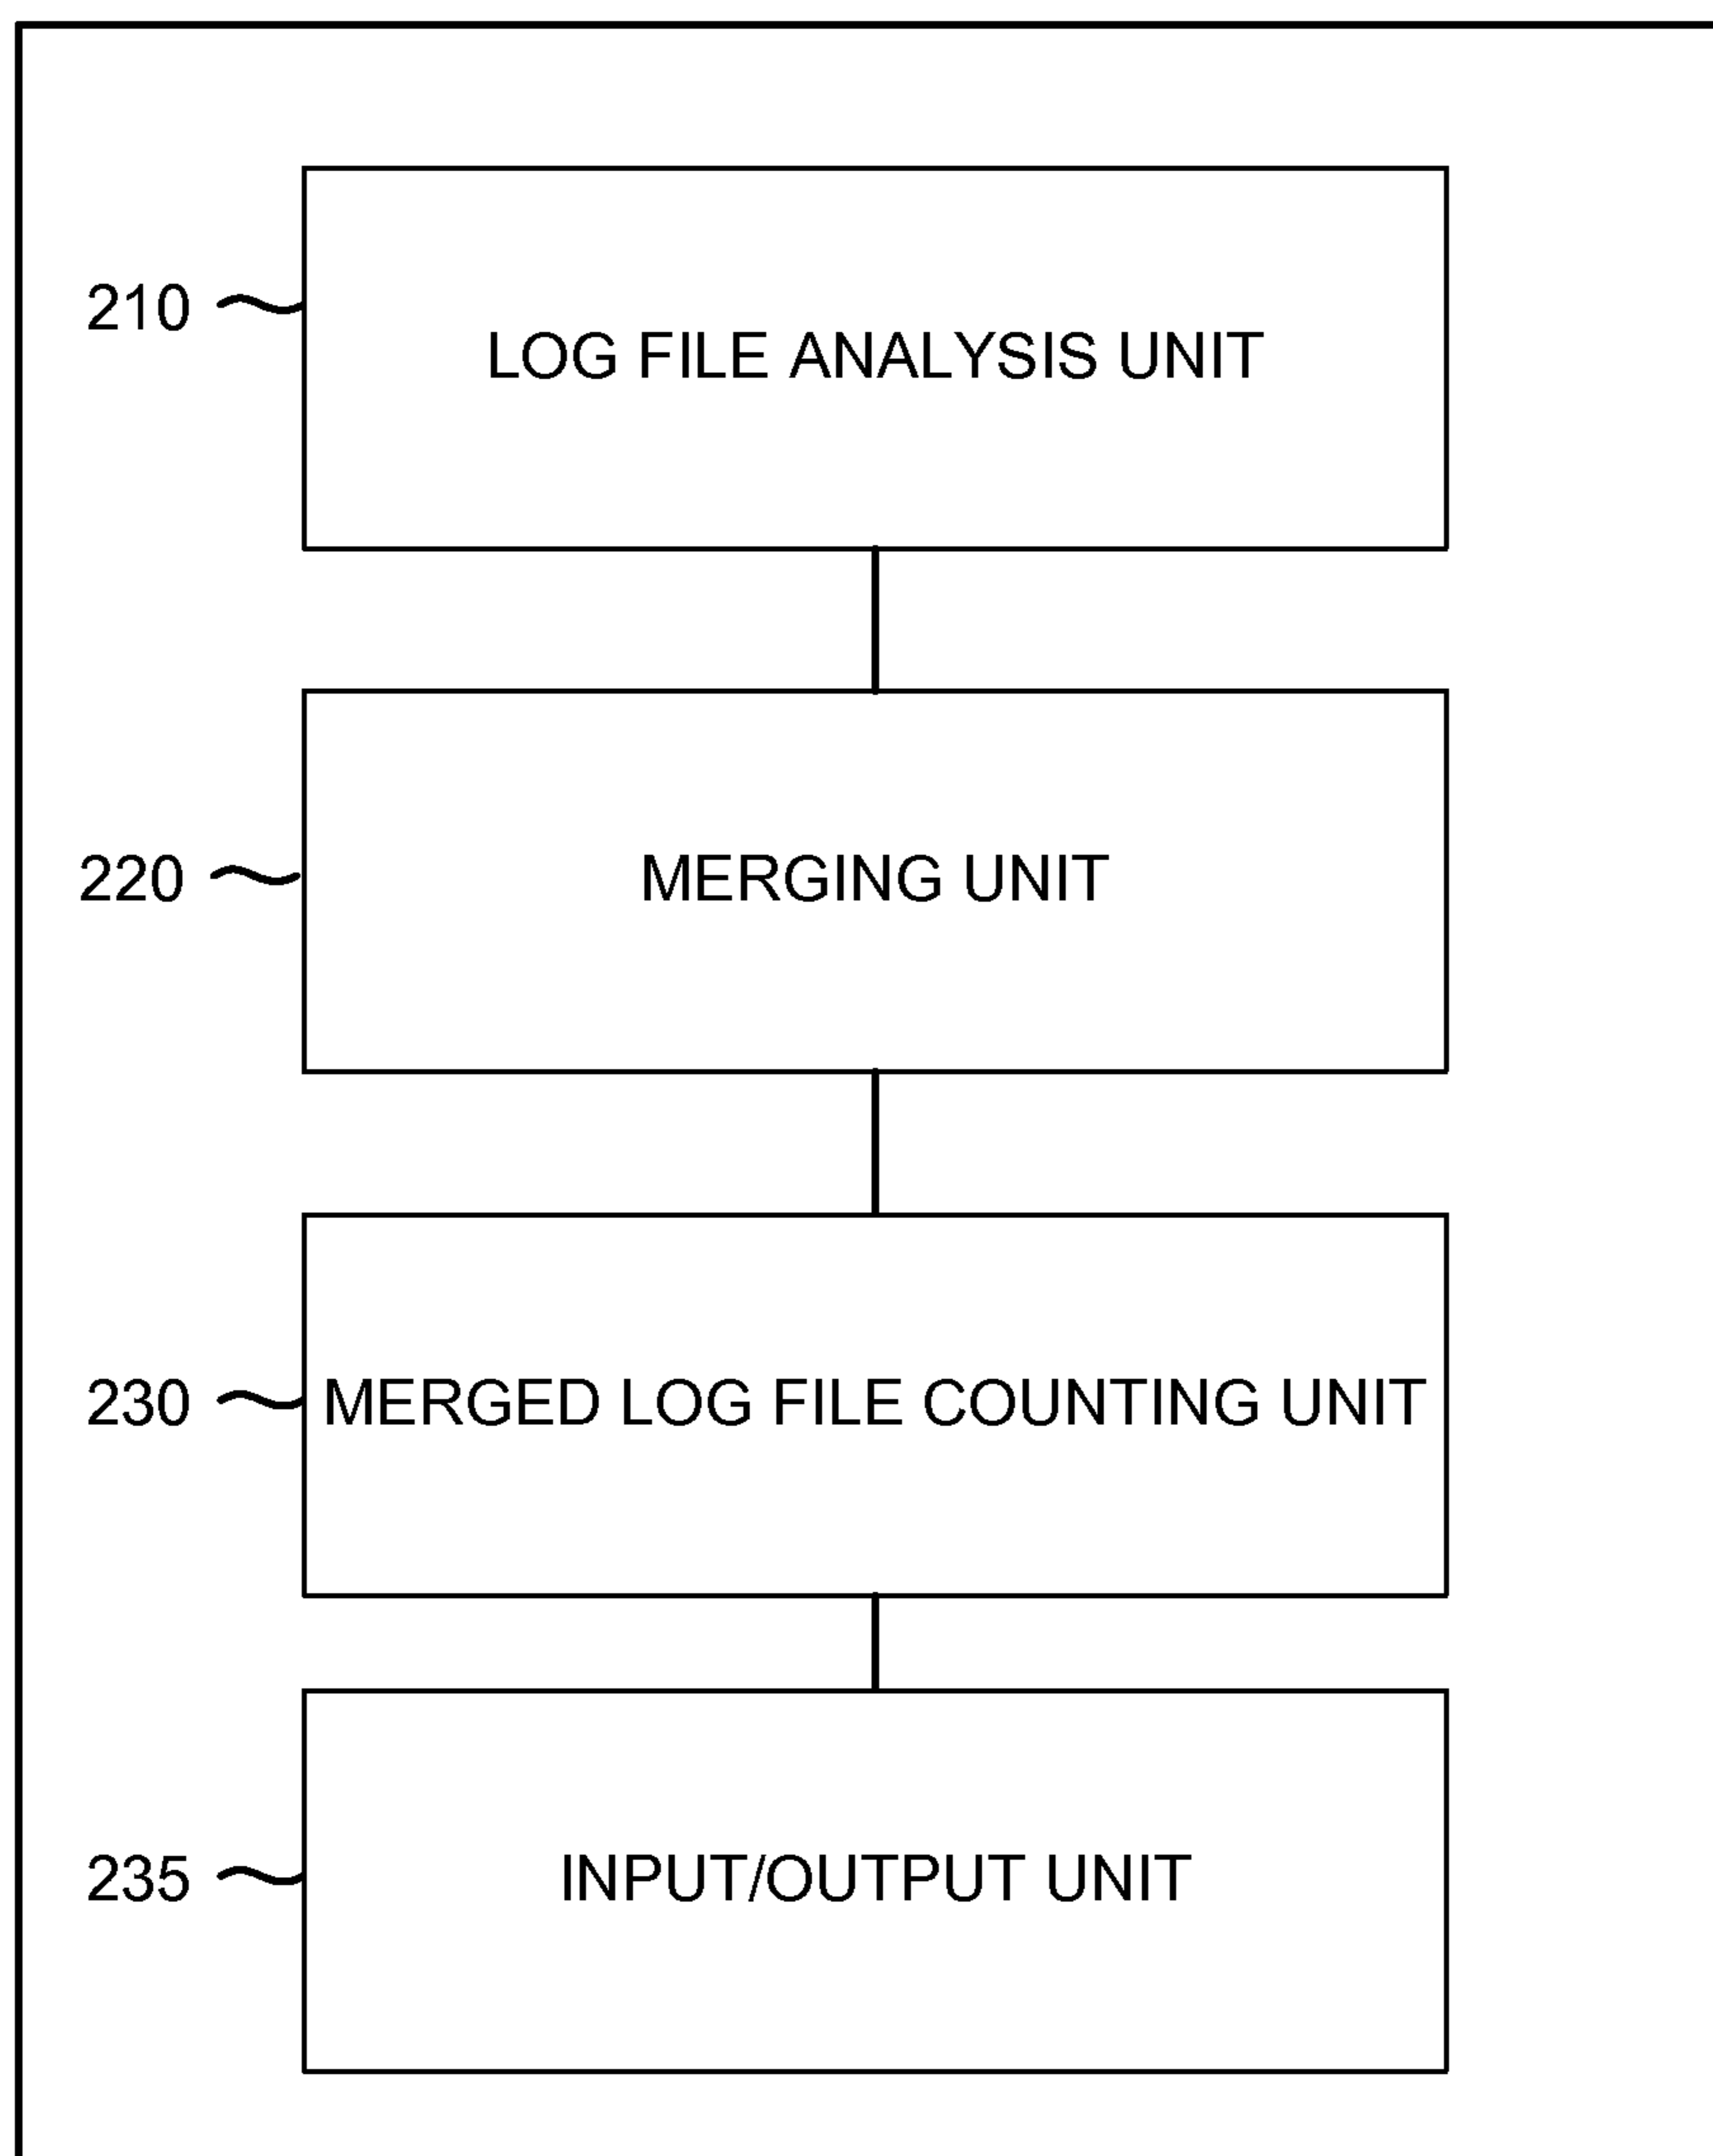 210
LOG FILE ANALYSIS UNIT
220
MERGING UNIT
230
MERGED LOG FILE COUNTING UNIT
235
INPUT/OUTPUT UNIT